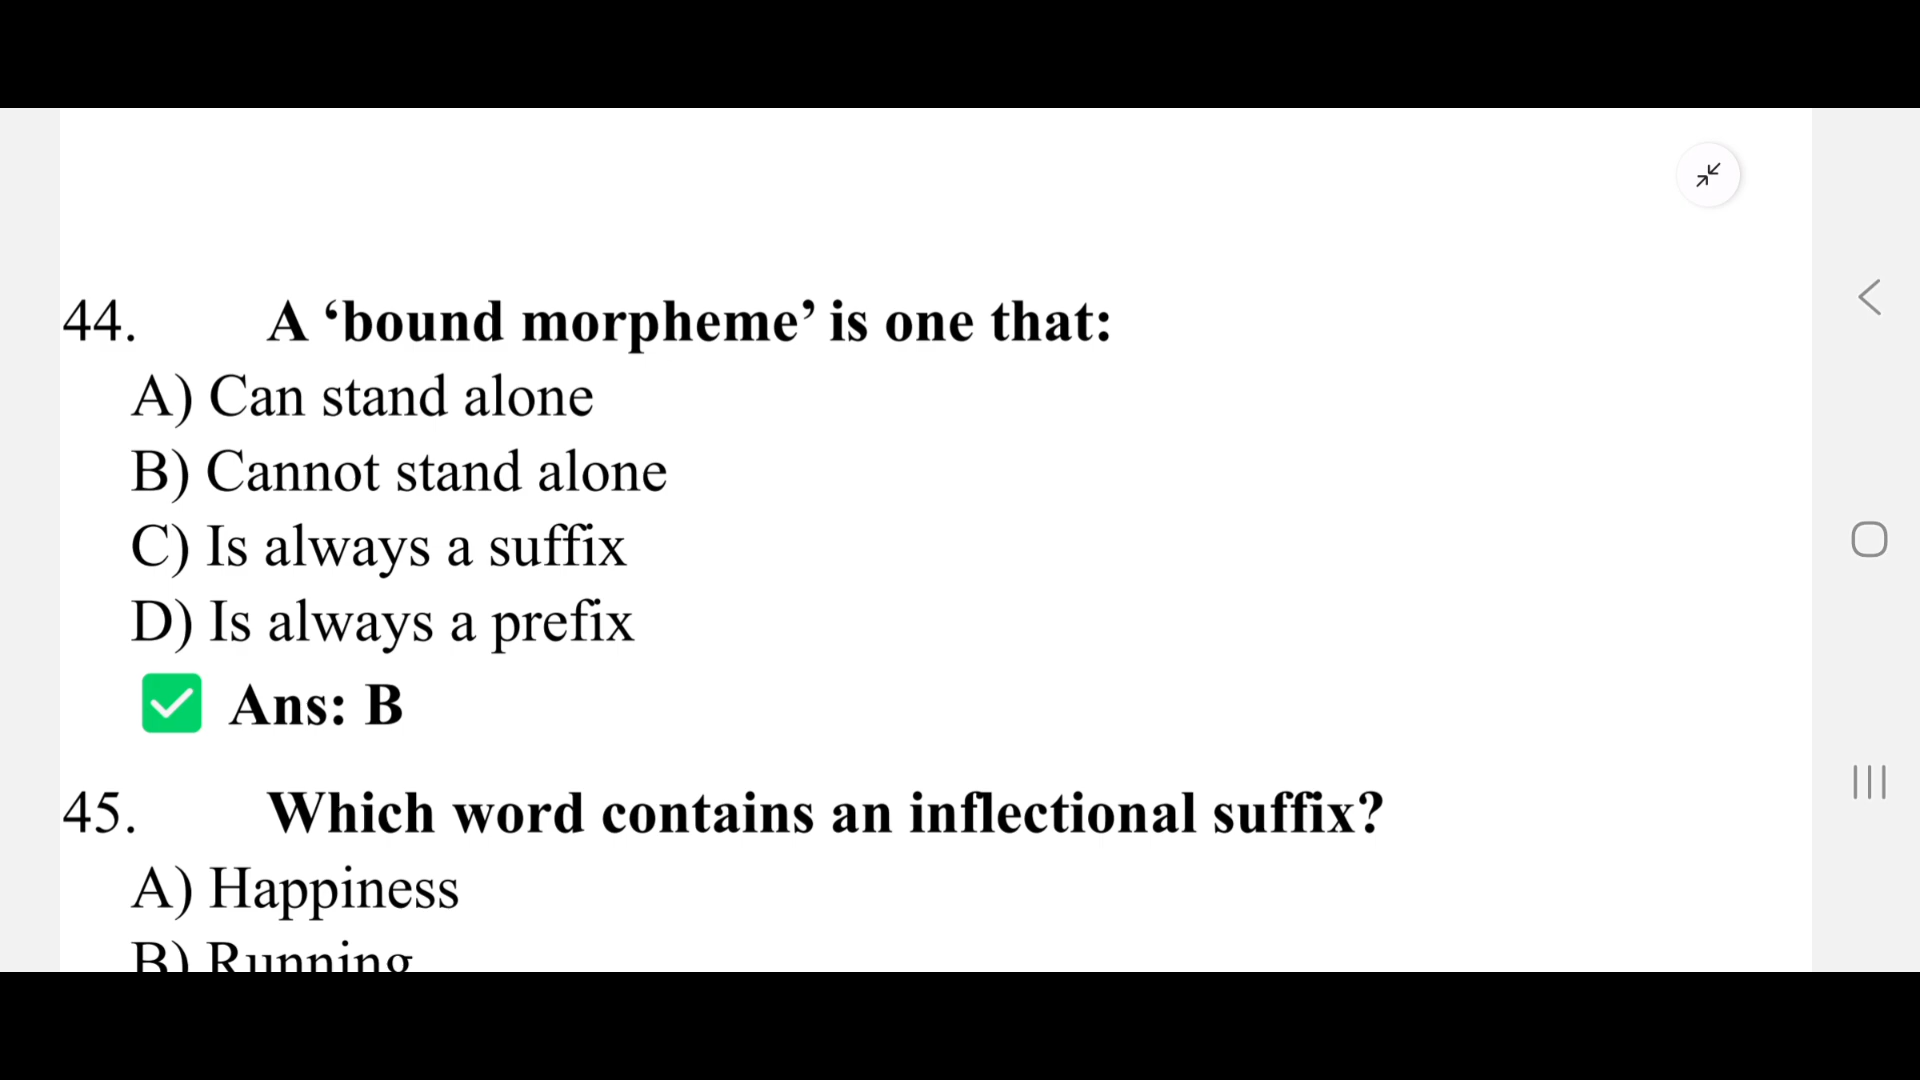 44. A ‘bound morpheme’ is one that:
A) Can stand alone
B) Cannot stand alone
C) Is always a suffix
D) Is always a prefix
Ans: B
45. Which word contains an inflectional suffix?
A) Happiness
B) Running